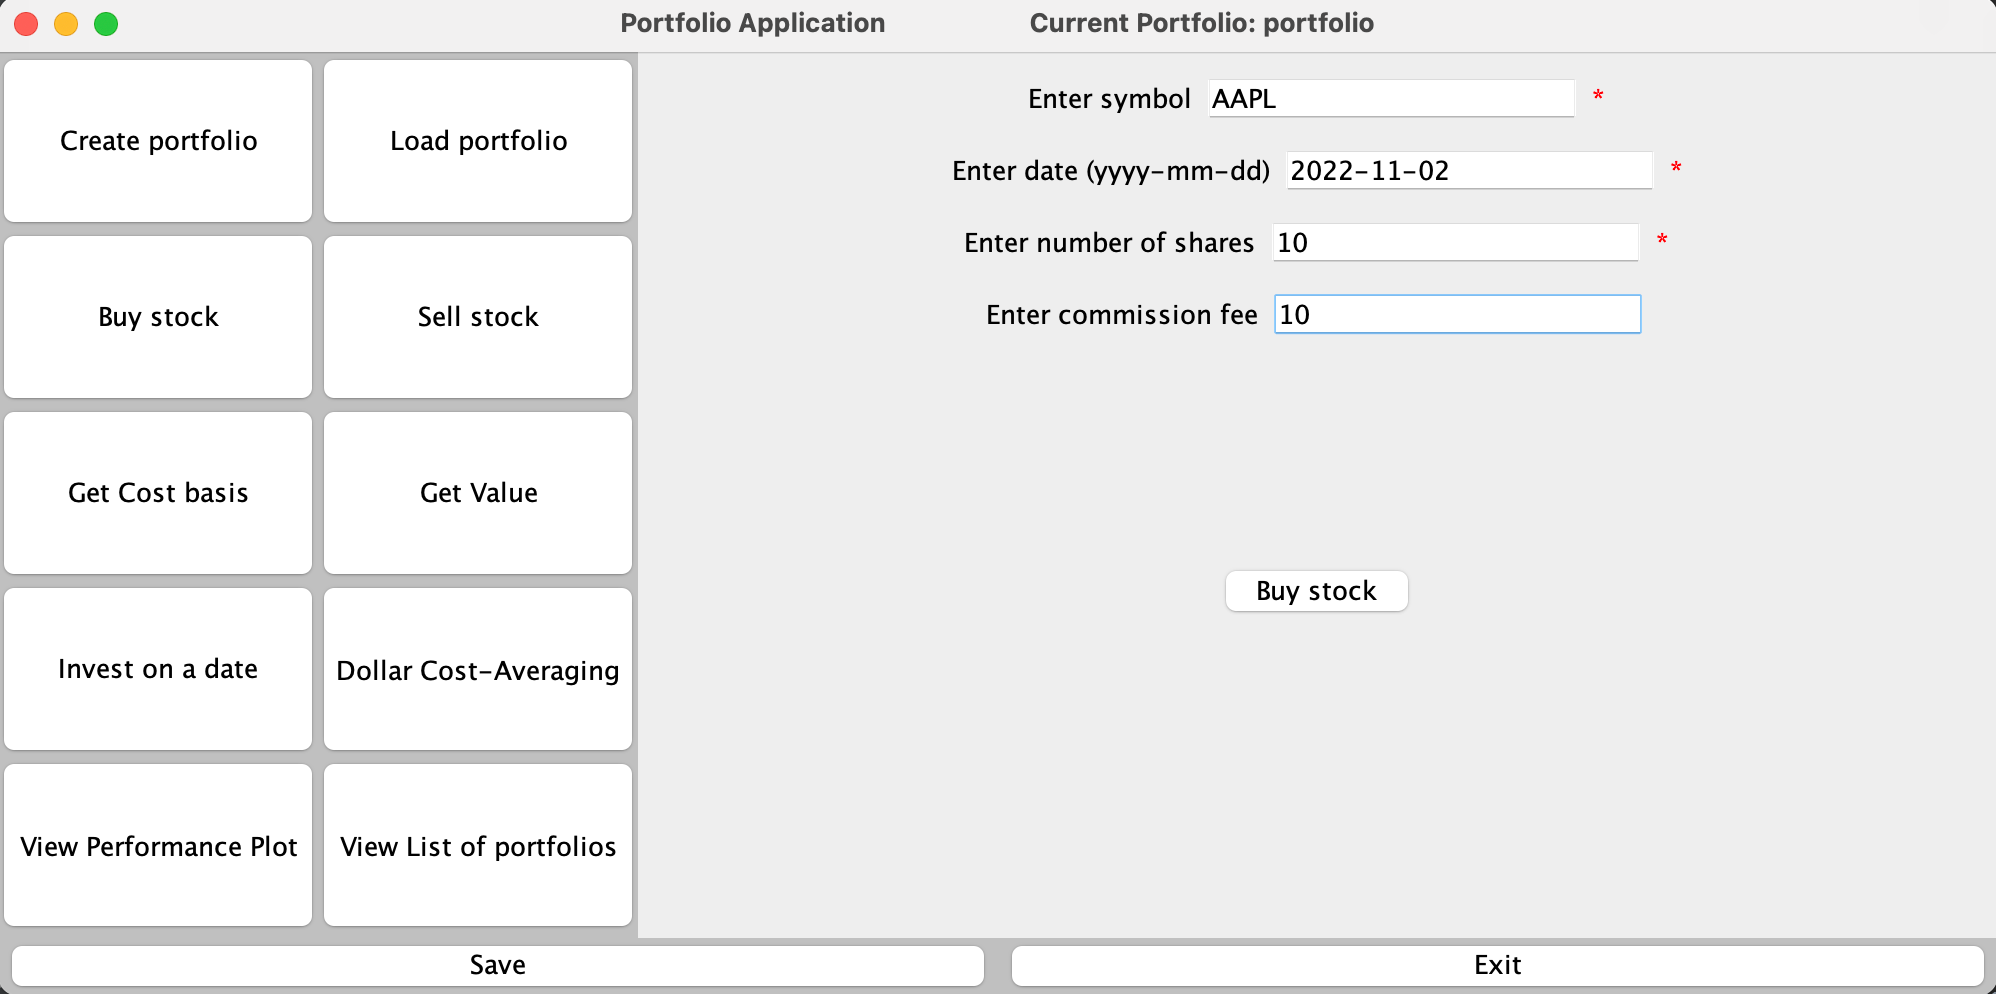 Portfolio Application Current Portfolio: portfolio
Create portfolio
Load portfolio
Buy stock
Sell stock
Get Cost basis
Get Value
Invest on a date
Dollar Cost-Averaging
View Performance Plot
View List of portfolios
Enter symbol AAPL *
Enter date (yyyy-mm-dd) 2022-11-02 *
Enter number of shares 10 *
Enter commission fee 10
Buy stock
Save
Exit